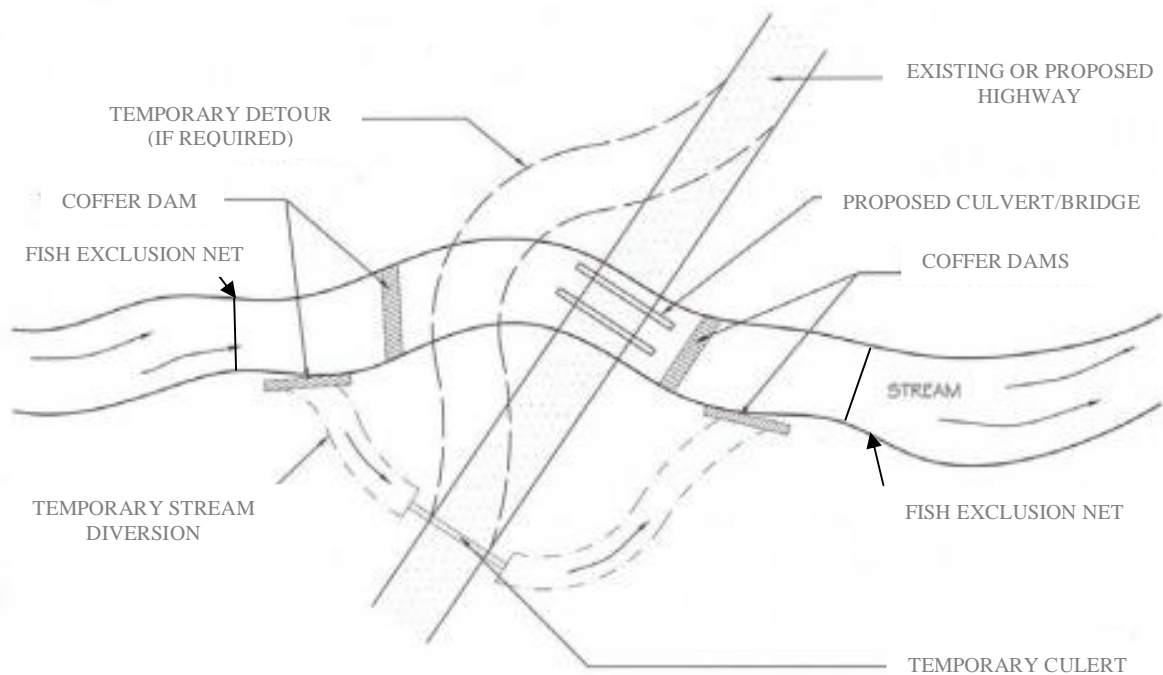 EXISTING OR PROPOSED
HIGHWAY
TEMPORARY DETOUR
(IF REQUIRED)
COFFER DAM
PROPOSED CULVERT/BRIDGE
FISH EXCLUSION NET
COFFER DAMS
STREAM
TEMPORARY STREAM
DIVERSION
FISH EXCLUSION NET
TEMPORARY CULERT